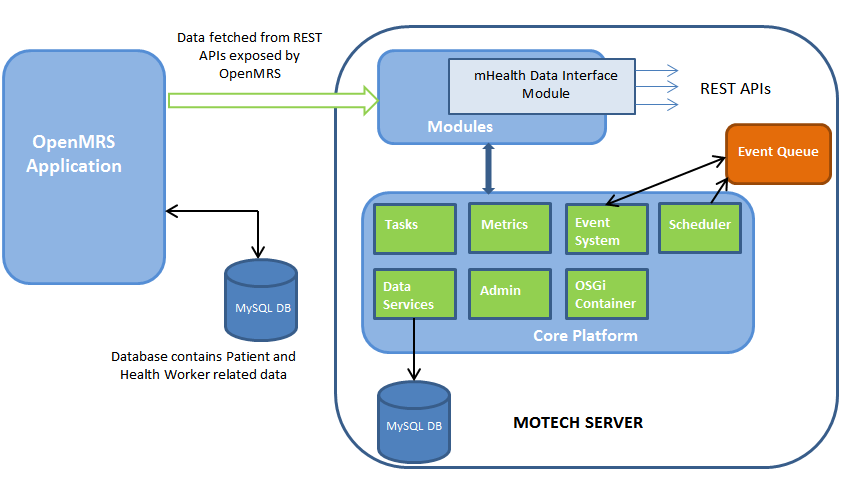 Data fetched from REST
APIs exposed by
OpenMRS
OpenMRS
Application
mHealth Data Interface
Module
Modules
REST APIs
Event Queue
Tasks
Metrics
Event
System
Scheduler
Data
Services
Admin
OSGi
Container
Core Platform
MySQL DB
Database contains Patient and
Health Worker related data
MySQL DB
MOTECH SERVER